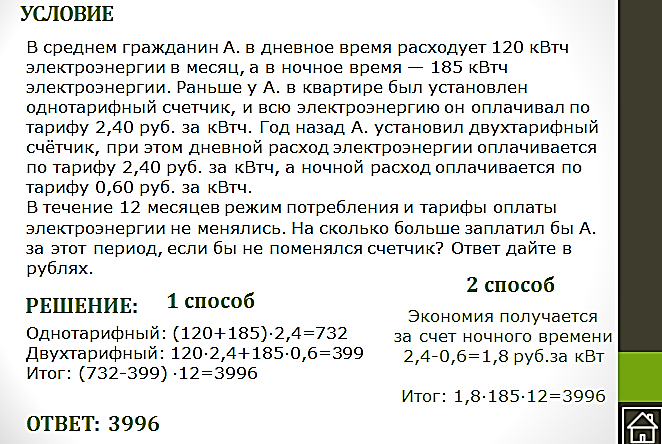 УСЛОВИЕ
В среднем гражданин А. в дневное время расходует 120 кВтч
электроэнергии в месяц, а в ночное время — 185 кВтч
электроэнергии. Раньше у А. в квартире был установлен
однотарифный счетчик, и всю электроэнергию он оплачивал по
тарифу 2,40 руб. за кВтч. Год назад А. установил двухтарифный
счётчик, при этом дневной расход электроэнергии оплачивается
по тарифу 2,40 руб. за кВтч, а ночной расход оплачивается по
тарифу 0,60 руб. за кВтч.
В течение 12 месяцев режим потребления и тарифы оплаты
электроэнергии не менялись. На сколько больше заплатил бы А.
за этот период, если бы не поменялся счетчик? Ответ дайте в
рублях.
РЕШЕНИЕ: 1 способ
Однотарифный: (120+185)·2,4=732
Двухтарифный: 120·2,4+185·0,6=399
Итог: (732-399) ·12=3996
2 способ
Экономия получается
за счет ночного времени
2,4-0,6=1,8 руб.за кВт
Итог: 1,8·185·12=3996
ОТВЕТ: 3996